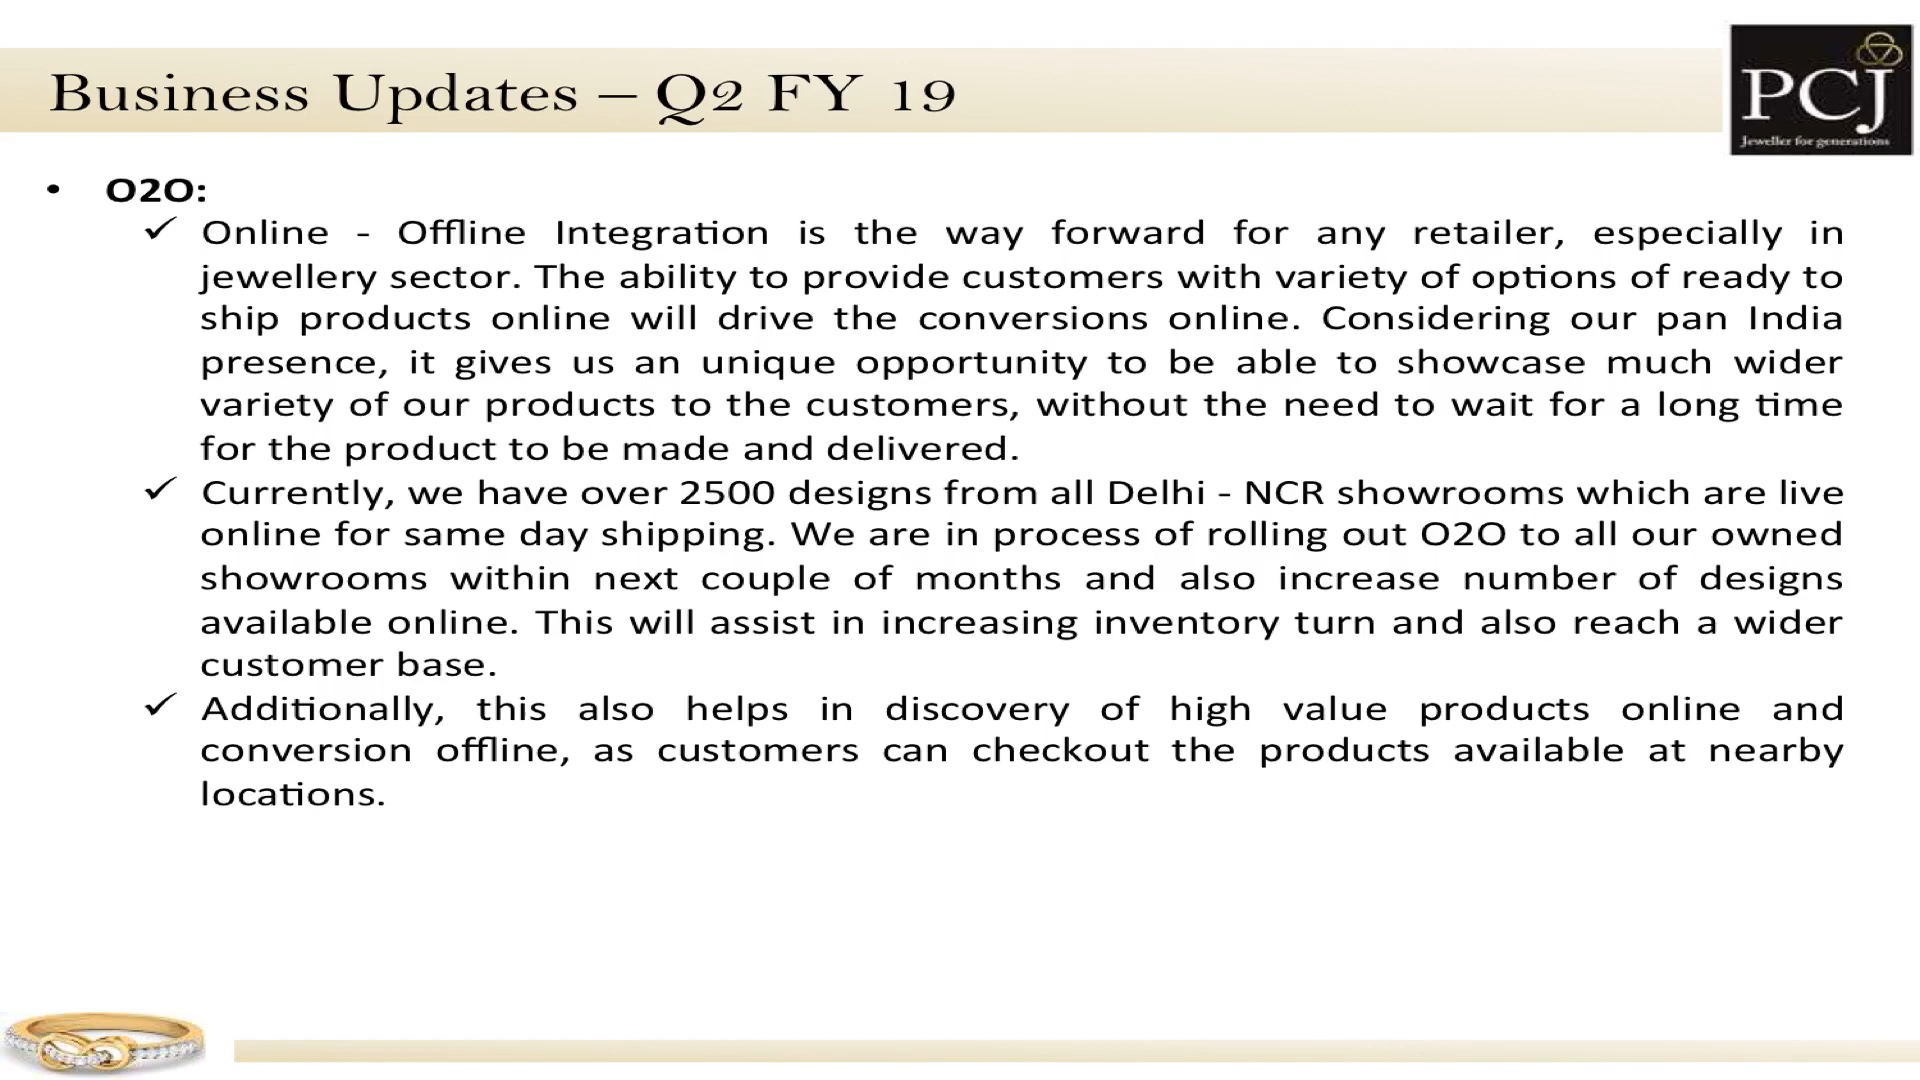 Business Updates – Q2 FY 19
PCJ
Jeweller for generations
• O2O:
✓ Online - Offline Integration is the way forward for any retailer, especially in
jewellery sector. The ability to provide customers with variety of options of ready to
ship products online will drive the conversions online. Considering our pan India
presence, it gives us an unique opportunity to be able to showcase much wider
variety of our products to the customers, without the need to wait for a long time
for the product to be made and delivered.
✓ Currently, we have over 2500 designs from all Delhi - NCR showrooms which are live
online for same day shipping. We are in process of rolling out O2O to all our owned
showrooms within next couple of months and also increase number of designs
available online. This will assist in increasing inventory turn and also reach a wider
customer base.
✓ Additionally, this also helps in discovery of high value products online and
conversion offline, as customers can checkout the products available at nearby
locations.